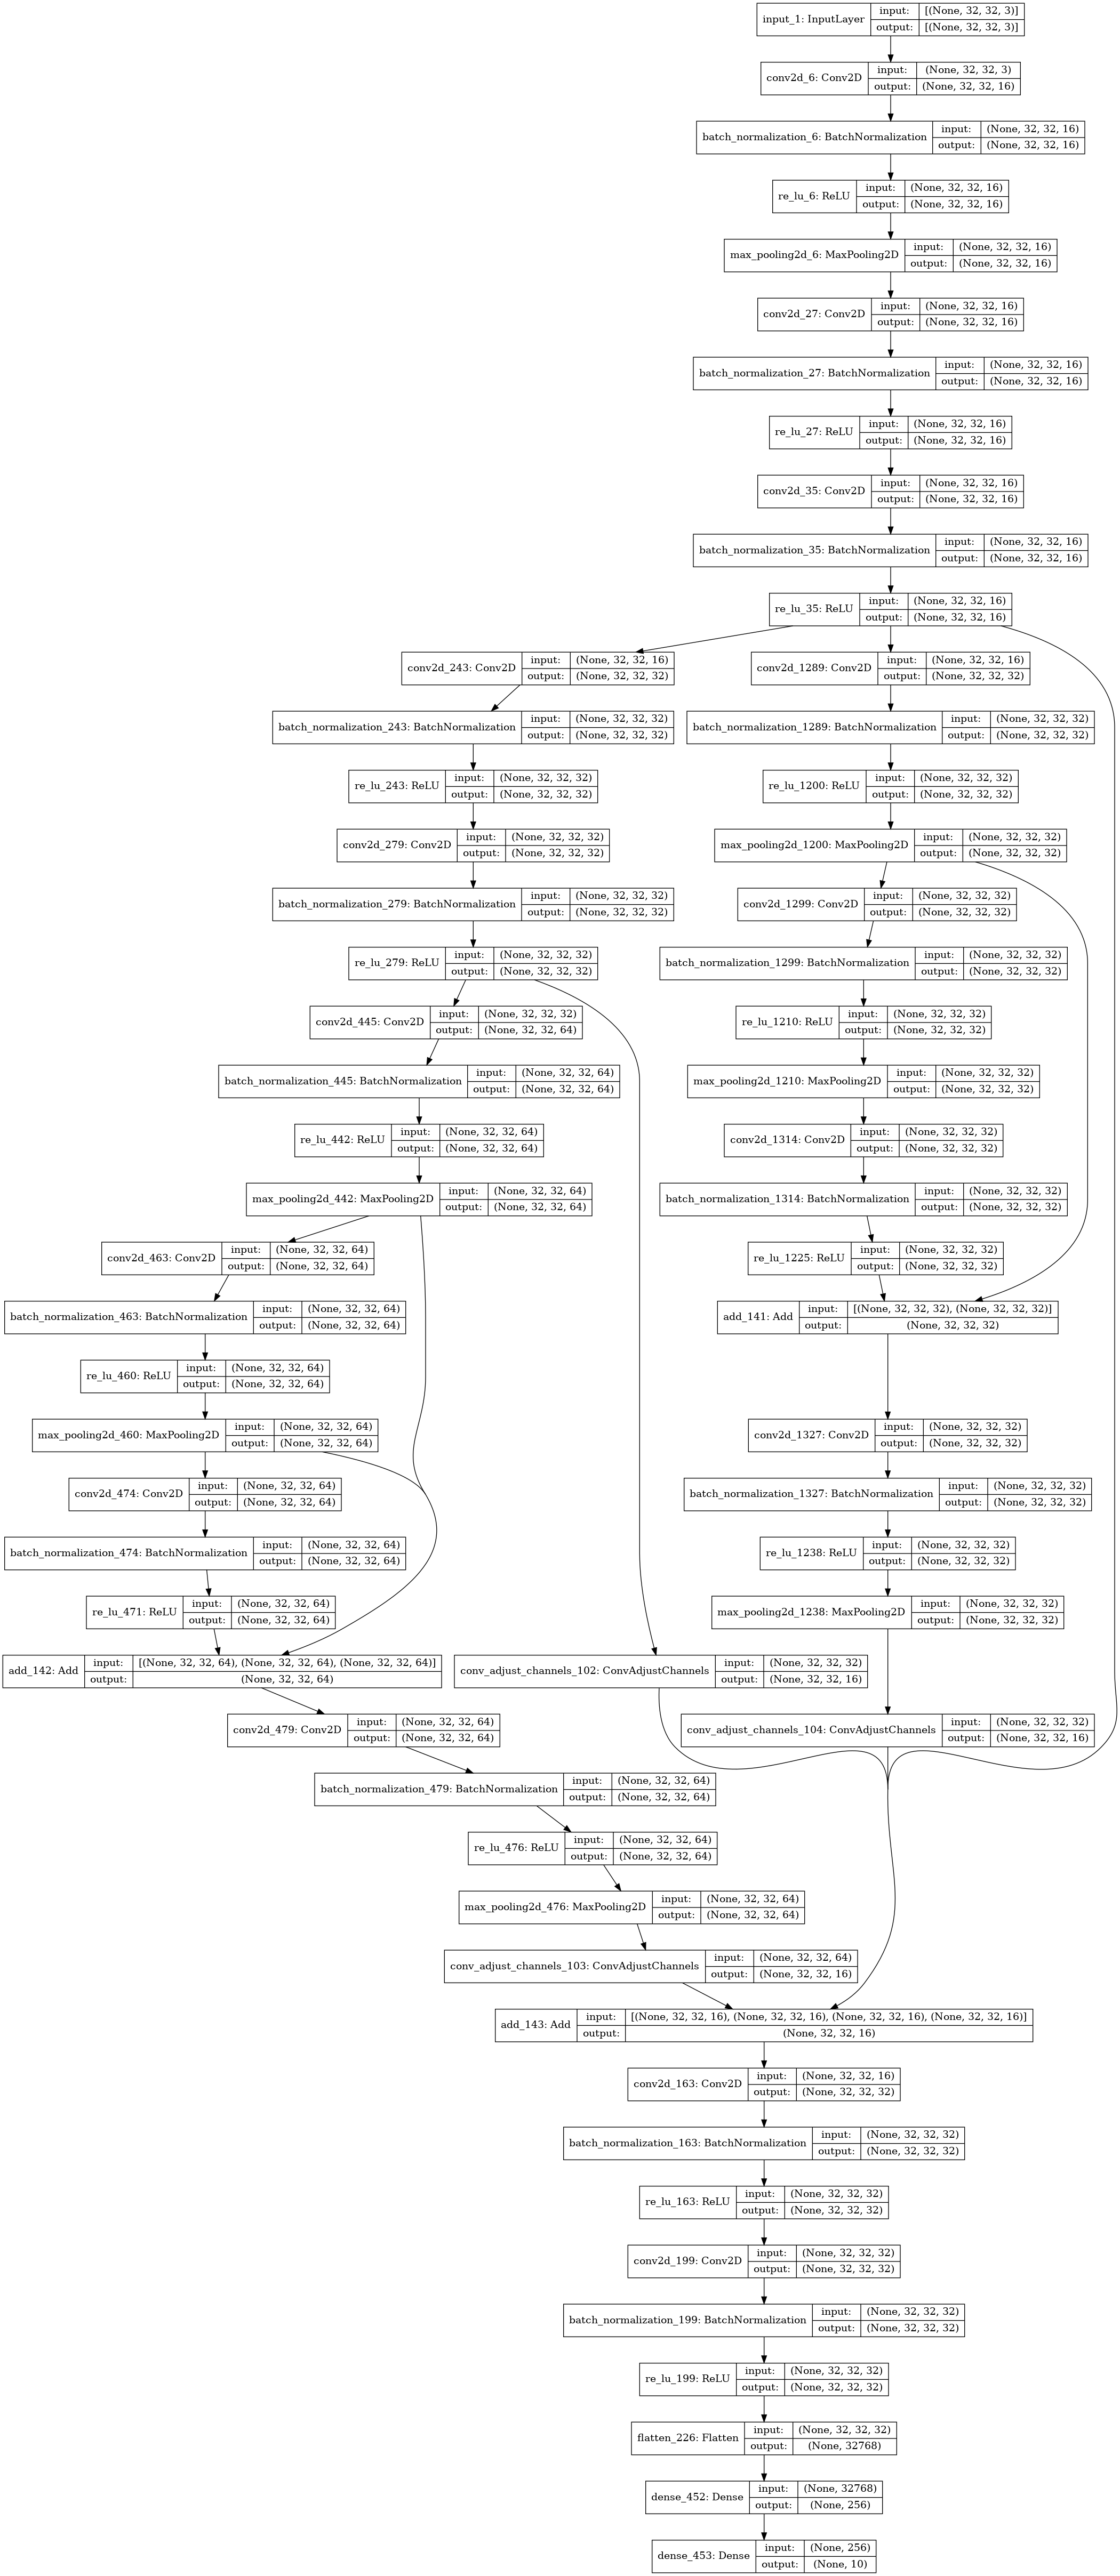 input_1: InputLayer input: [(None, 32, 32, 3)]
output: [(None, 32, 32, 3)]
conv2d_6: Conv2D input: (None, 32, 32, 3)
output: (None, 32, 32, 16)
batch_normalization_6: BatchNormalization input: (None, 32, 32, 16)
output: (None, 32, 32, 16)
re_lu_6: ReLU input: (None, 32, 32, 16)
output: (None, 32, 32, 16)
max_pooling2d_6: MaxPooling2D input: (None, 32, 32, 16)
output: (None, 32, 32, 16)
conv2d_27: Conv2D input: (None, 32, 32, 16)
output: (None, 32, 32, 16)
batch_normalization_27: BatchNormalization input: (None, 32, 32, 16)
output: (None, 32, 32, 16)
re_lu_27: ReLU input: (None, 32, 32, 16)
output: (None, 32, 32, 16)
conv2d_35: Conv2D input: (None, 32, 32, 16)
output: (None, 32, 32, 16)
batch_normalization_35: BatchNormalization input: (None, 32, 32, 16)
output: (None, 32, 32, 16)
re_lu_35: ReLU input: (None, 32, 32, 16)
output: (None, 32, 32, 16)
conv2d_243: Conv2D input: (None, 32, 32, 16)
output: (None, 32, 32, 32)
conv2d_1289: Conv2D input: (None, 32, 32, 16)
output: (None, 32, 32, 32)
batch_normalization_243: BatchNormalization input: (None, 32, 32, 32)
output: (None, 32, 32, 32)
batch_normalization_1289: BatchNormalization input: (None, 32, 32, 32)
output: (None, 32, 32, 32)
re_lu_243: ReLU input: (None, 32, 32, 32)
output: (None, 32, 32, 32)
re_lu_1200: ReLU input: (None, 32, 32, 32)
output: (None, 32, 32, 32)
conv2d_279: Conv2D input: (None, 32, 32, 32)
output: (None, 32, 32, 32)
max_pooling2d_1200: MaxPooling2D input: (None, 32, 32, 32)
output: (None, 32, 32, 32)
batch_normalization_279: BatchNormalization input: (None, 32, 32, 32)
output: (None, 32, 32, 32)
conv2d_1299: Conv2D input: (None, 32, 32, 32)
output: (None, 32, 32, 32)
re_lu_279: ReLU input: (None, 32, 32, 32)
output: (None, 32, 32, 32)
batch_normalization_1299: BatchNormalization input: (None, 32, 32, 32)
output: (None, 32, 32, 32)
conv2d_445: Conv2D input: (None, 32, 32, 32)
output: (None, 32, 32, 64)
re_lu_1210: ReLU input: (None, 32, 32, 32)
output: (None, 32, 32, 32)
batch_normalization_445: BatchNormalization input: (None, 32, 32, 64)
output: (None, 32, 32, 64)
max_pooling2d_1210: MaxPooling2D input: (None, 32, 32, 32)
output: (None, 32, 32, 32)
re_lu_442: ReLU input: (None, 32, 32, 64)
output: (None, 32, 32, 64)
conv2d_1314: Conv2D input: (None, 32, 32, 32)
output: (None, 32, 32, 32)
max_pooling2d_442: MaxPooling2D input: (None, 32, 32, 64)
output: (None, 32, 32, 64)
batch_normalization_1314: BatchNormalization input: (None, 32, 32, 32)
output: (None, 32, 32, 32)
conv2d_463: Conv2D input: (None, 32, 32, 64)
output: (None, 32, 32, 64)
re_lu_1225: ReLU input: (None, 32, 32, 32)
output: (None, 32, 32, 32)
batch_normalization_463: BatchNormalization input: (None, 32, 32, 64)
output: (None, 32, 32, 64)
add_141: Add input: [(None, 32, 32, 32), (None, 32, 32, 32)]
output: (None, 32, 32, 32)
re_lu_460: ReLU input: (None, 32, 32, 64)
output: (None, 32, 32, 64)
max_pooling2d_460: MaxPooling2D input: (None, 32, 32, 64)
output: (None, 32, 32, 64)
conv2d_1327: Conv2D input: (None, 32, 32, 32)
output: (None, 32, 32, 32)
conv2d_474: Conv2D input: (None, 32, 32, 64)
output: (None, 32, 32, 64)
batch_normalization_1327: BatchNormalization input: (None, 32, 32, 32)
output: (None, 32, 32, 32)
batch_normalization_474: BatchNormalization input: (None, 32, 32, 64)
output: (None, 32, 32, 64)
re_lu_1238: ReLU input: (None, 32, 32, 32)
output: (None, 32, 32, 32)
re_lu_471: ReLU input: (None, 32, 32, 64)
output: (None, 32, 32, 64)
max_pooling2d_1238: MaxPooling2D input: (None, 32, 32, 32)
output: (None, 32, 32, 32)
add_142: Add input: [(None, 32, 32, 64), (None, 32, 32, 64), (None, 32, 32, 64)]
output: (None, 32, 32, 64)
conv_adjust_channels_102: ConvAdjustChannels input: (None, 32, 32, 32)
output: (None, 32, 32, 16)
conv2d_479: Conv2D input: (None, 32, 32, 64)
output: (None, 32, 32, 64)
conv_adjust_channels_104: ConvAdjustChannels input: (None, 32, 32, 32)
output: (None, 32, 32, 16)
batch_normalization_479: BatchNormalization input: (None, 32, 32, 64)
output: (None, 32, 32, 64)
re_lu_476: ReLU input: (None, 32, 32, 64)
output: (None, 32, 32, 64)
max_pooling2d_476: MaxPooling2D input: (None, 32, 32, 64)
output: (None, 32, 32, 64)
conv_adjust_channels_103: ConvAdjustChannels input: (None, 32, 32, 64)
output: (None, 32, 32, 16)
add_143: Add input: [(None, 32, 32, 16), (None, 32, 32, 16), (None, 32, 32, 16), (None, 32, 32, 16)]
output: (None, 32, 32, 16)
conv2d_163: Conv2D input: (None, 32, 32, 16)
output: (None, 32, 32, 32)
batch_normalization_163: BatchNormalization input: (None, 32, 32, 32)
output: (None, 32, 32, 32)
re_lu_163: ReLU input: (None, 32, 32, 32)
output: (None, 32, 32, 32)
conv2d_199: Conv2D input: (None, 32, 32, 32)
output: (None, 32, 32, 32)
batch_normalization_199: BatchNormalization input: (None, 32, 32, 32)
output: (None, 32, 32, 32)
re_lu_199: ReLU input: (None, 32, 32, 32)
output: (None, 32, 32, 32)
flatten_226: Flatten input: (None, 32, 32, 32)
output: (None, 32768)
dense_452: Dense input: (None, 32768)
output: (None, 256)
dense_453: Dense input: (None, 256)
output: (None, 10)